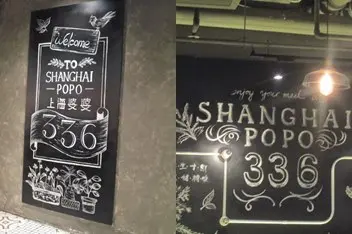 Welcome
TO
SHANGHAI
POPO
上海婆婆
336
enjoy your meal
SHANGHAI
POPO
336